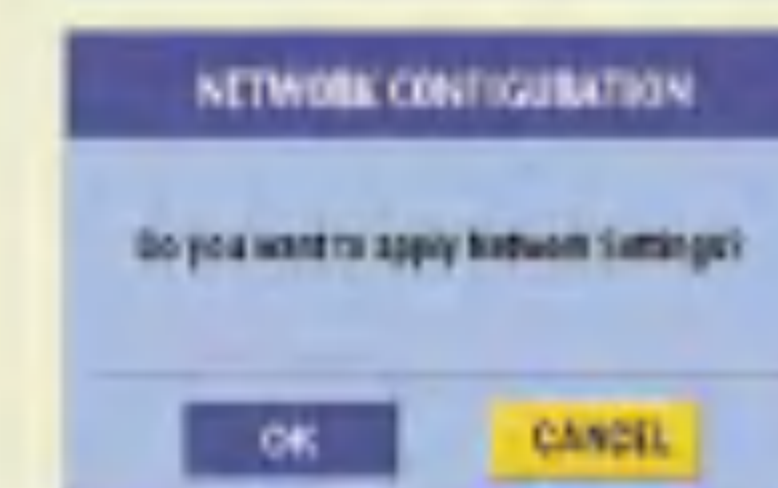 NETWORK CONFIGURATION
Do you want to apply Network Settings?
OK
CANCEL